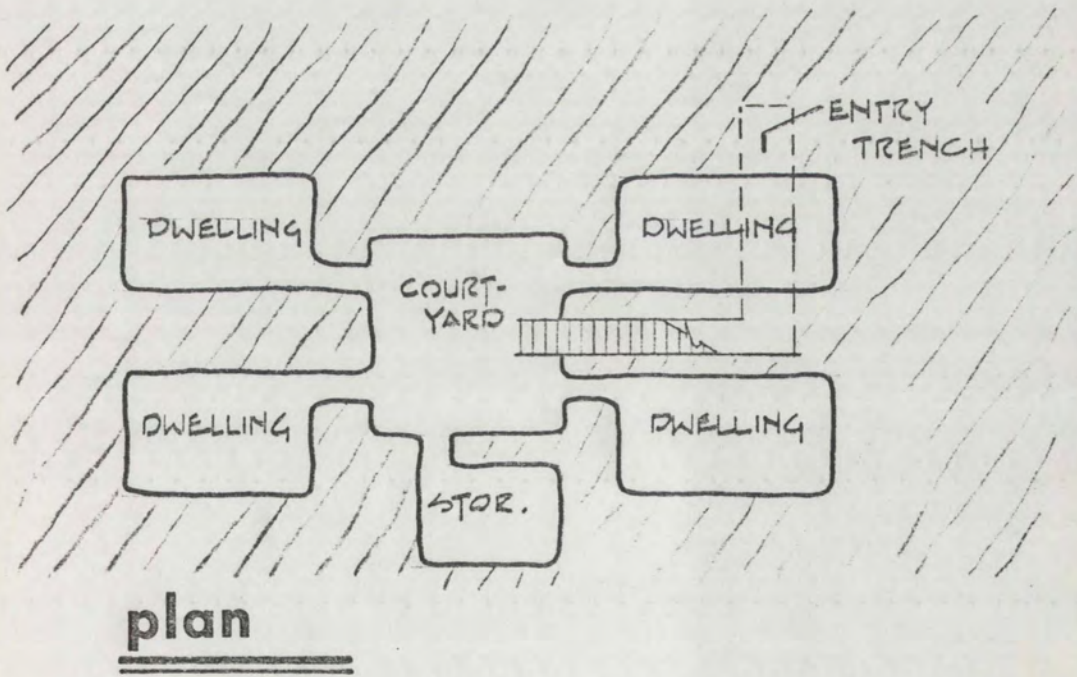 ENTRY
TRENCH
DWELLING
DWELLING
COURT-
YARD
DWELLING
DWELLING
STOR.
plan